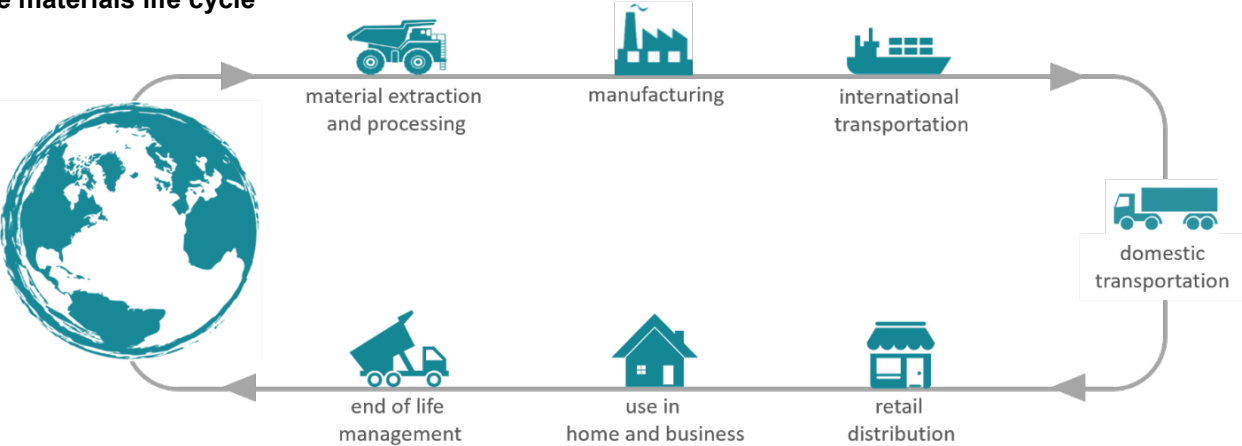 materials life cycle
material extraction
and processing
manufacturing
international
transportation
domestic
transportation
retail
distribution
use in
home and business
end of life
management